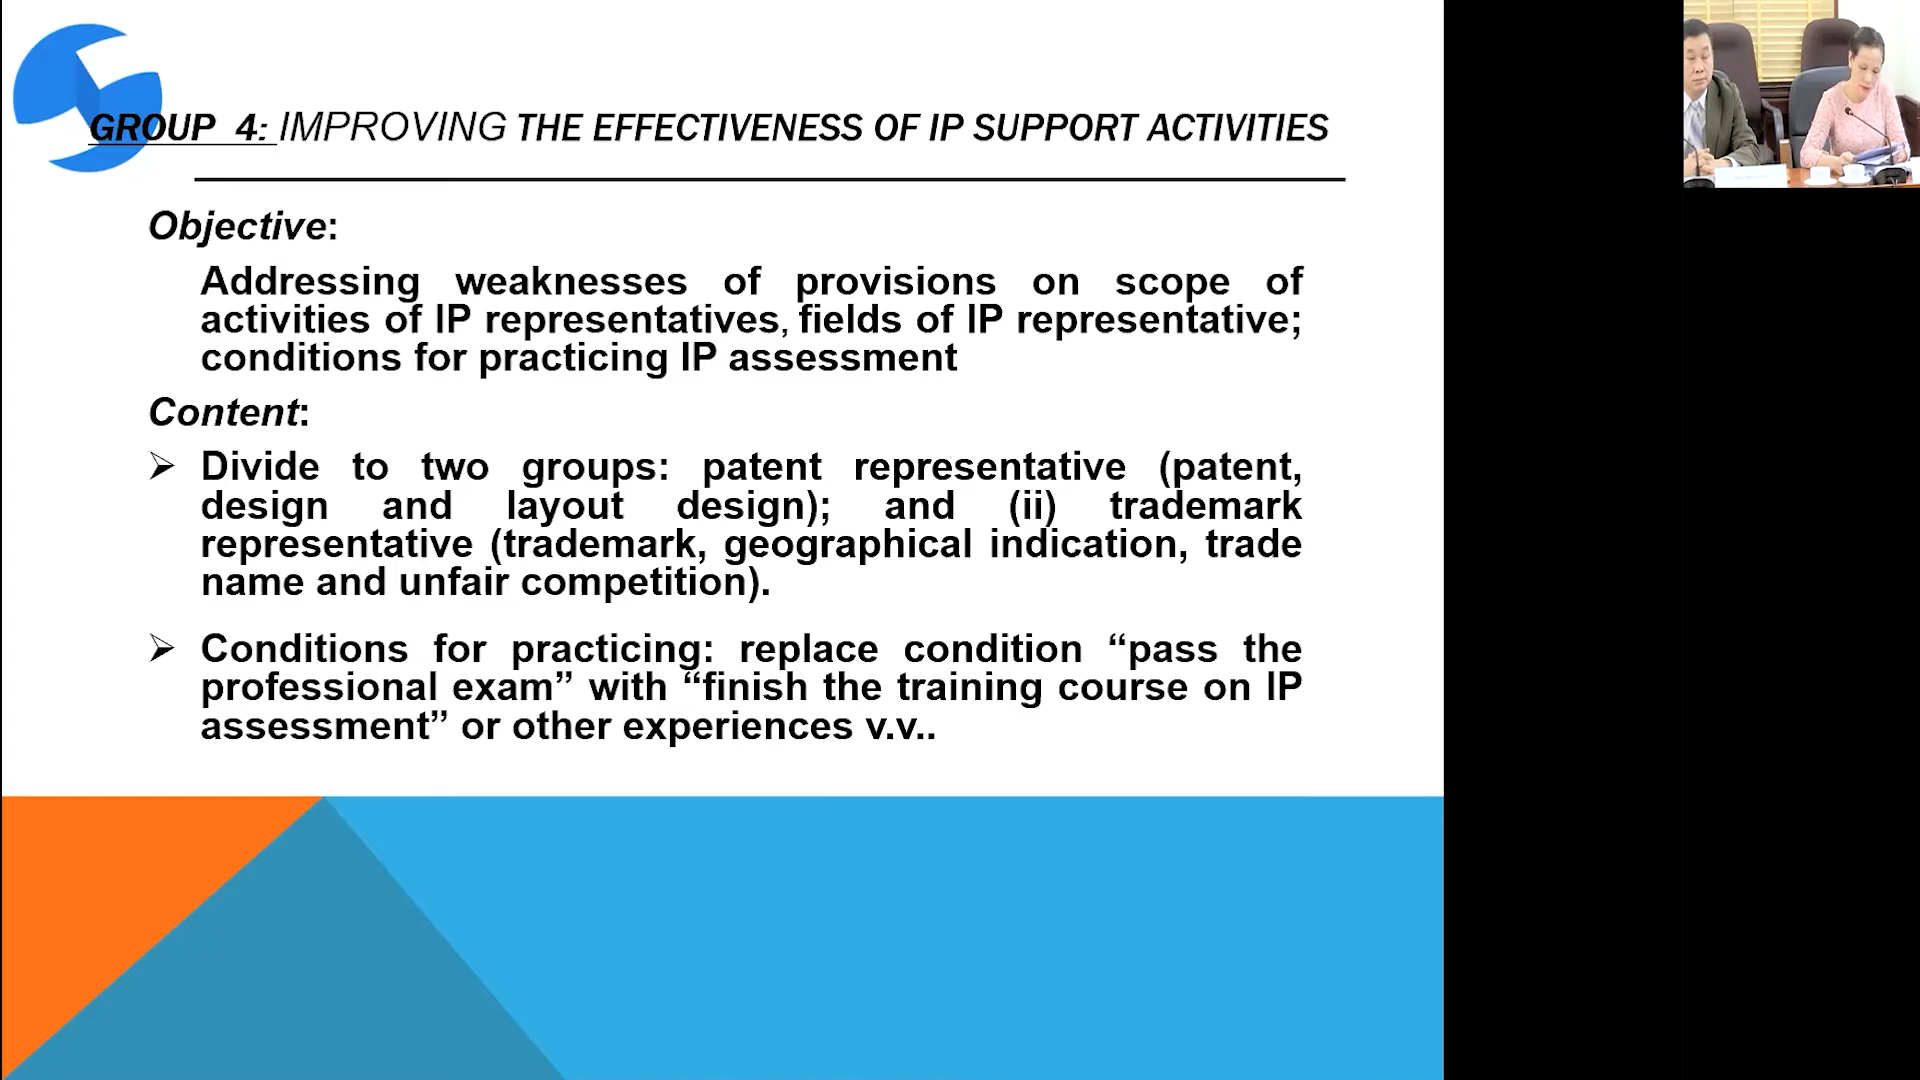 GROUP 4: IMPROVING THE EFFECTIVENESS OF IP SUPPORT ACTIVITIES
Objective:
Addressing weaknesses of provisions on scope of
activities of IP representatives, fields of IP representative;
conditions for practicing IP assessment
Content:
➢ Divide to two groups: patent representative (patent,
design and layout design); and (ii) trademark
representative (trademark, geographical indication, trade
name and unfair competition).
➢ Conditions for practicing: replace condition “pass the
professional exam” with “finish the training course on IP
assessment” or other experiences v.v..